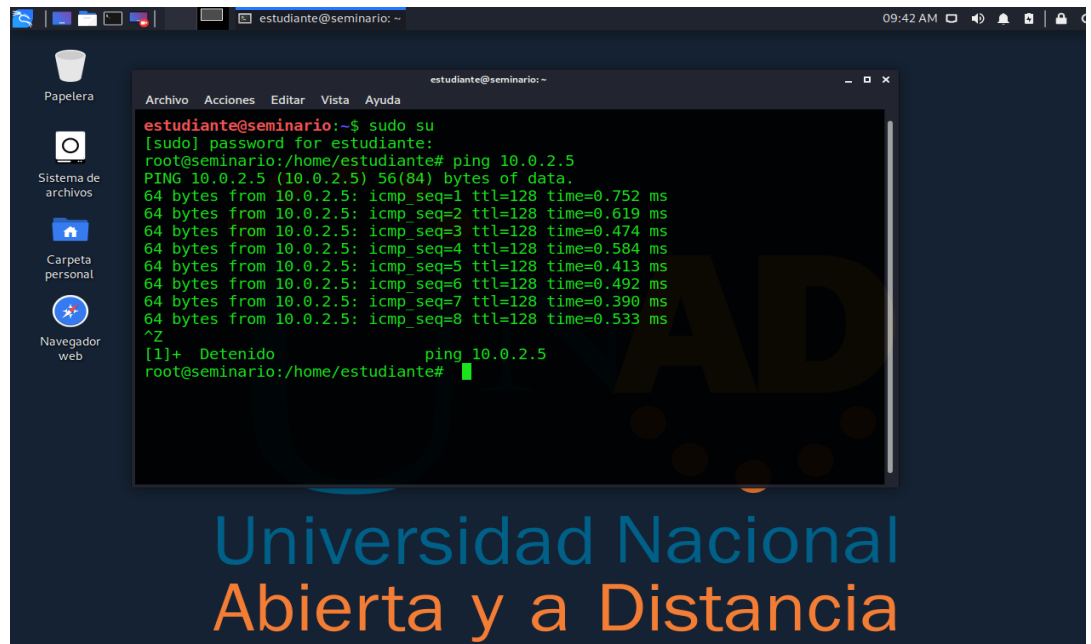 estudiante@seminario: ~
09:42 AM
Papelera
Sistema de
archivos
Carpeta
personal
Navegador
web
estudiante@seminario: ~
Archivo Acciones Editar Vista Ayuda
estudiante@seminario:~$ sudo su
[sudo] password for estudiante:
root@seminario:/home/estudiante# ping 10.0.2.5
PING 10.0.2.5 (10.0.2.5) 56(84) bytes of data.
64 bytes from 10.0.2.5: icmp_seq=1 ttl=128 time=0.752 ms
64 bytes from 10.0.2.5: icmp_seq=2 ttl=128 time=0.619 ms
64 bytes from 10.0.2.5: icmp_seq=3 ttl=128 time=0.474 ms
64 bytes from 10.0.2.5: icmp_seq=4 ttl=128 time=0.584 ms
64 bytes from 10.0.2.5: icmp_seq=5 ttl=128 time=0.413 ms
64 bytes from 10.0.2.5: icmp_seq=6 ttl=128 time=0.492 ms
64 bytes from 10.0.2.5: icmp_seq=7 ttl=128 time=0.390 ms
64 bytes from 10.0.2.5: icmp_seq=8 ttl=128 time=0.533 ms
^Z
[1]+  Detenido                 ping 10.0.2.5
root@seminario:/home/estudiante#
Universidad Nacional
Abierta y a Distancia